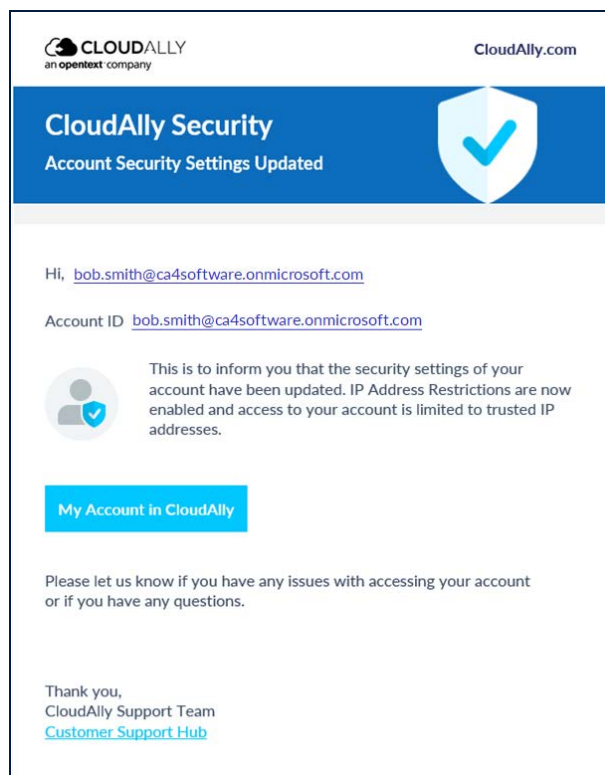 CLOUDALLY
an opentext company
CloudAlly.com
CloudAlly Security
Account Security Settings Updated
Hi, bob.smith@ca4software.onmicrosoft.com
Account ID bob.smith@ca4software.onmicrosoft.com
This is to inform you that the security settings of your
account have been updated. IP Address Restrictions are now
enabled and access to your account is limited to trusted IP
addresses.
My Account in CloudAlly
Please let us know if you have any issues with accessing your account
or if you have any questions.
Thank you,
CloudAlly Support Team
Customer Support Hub